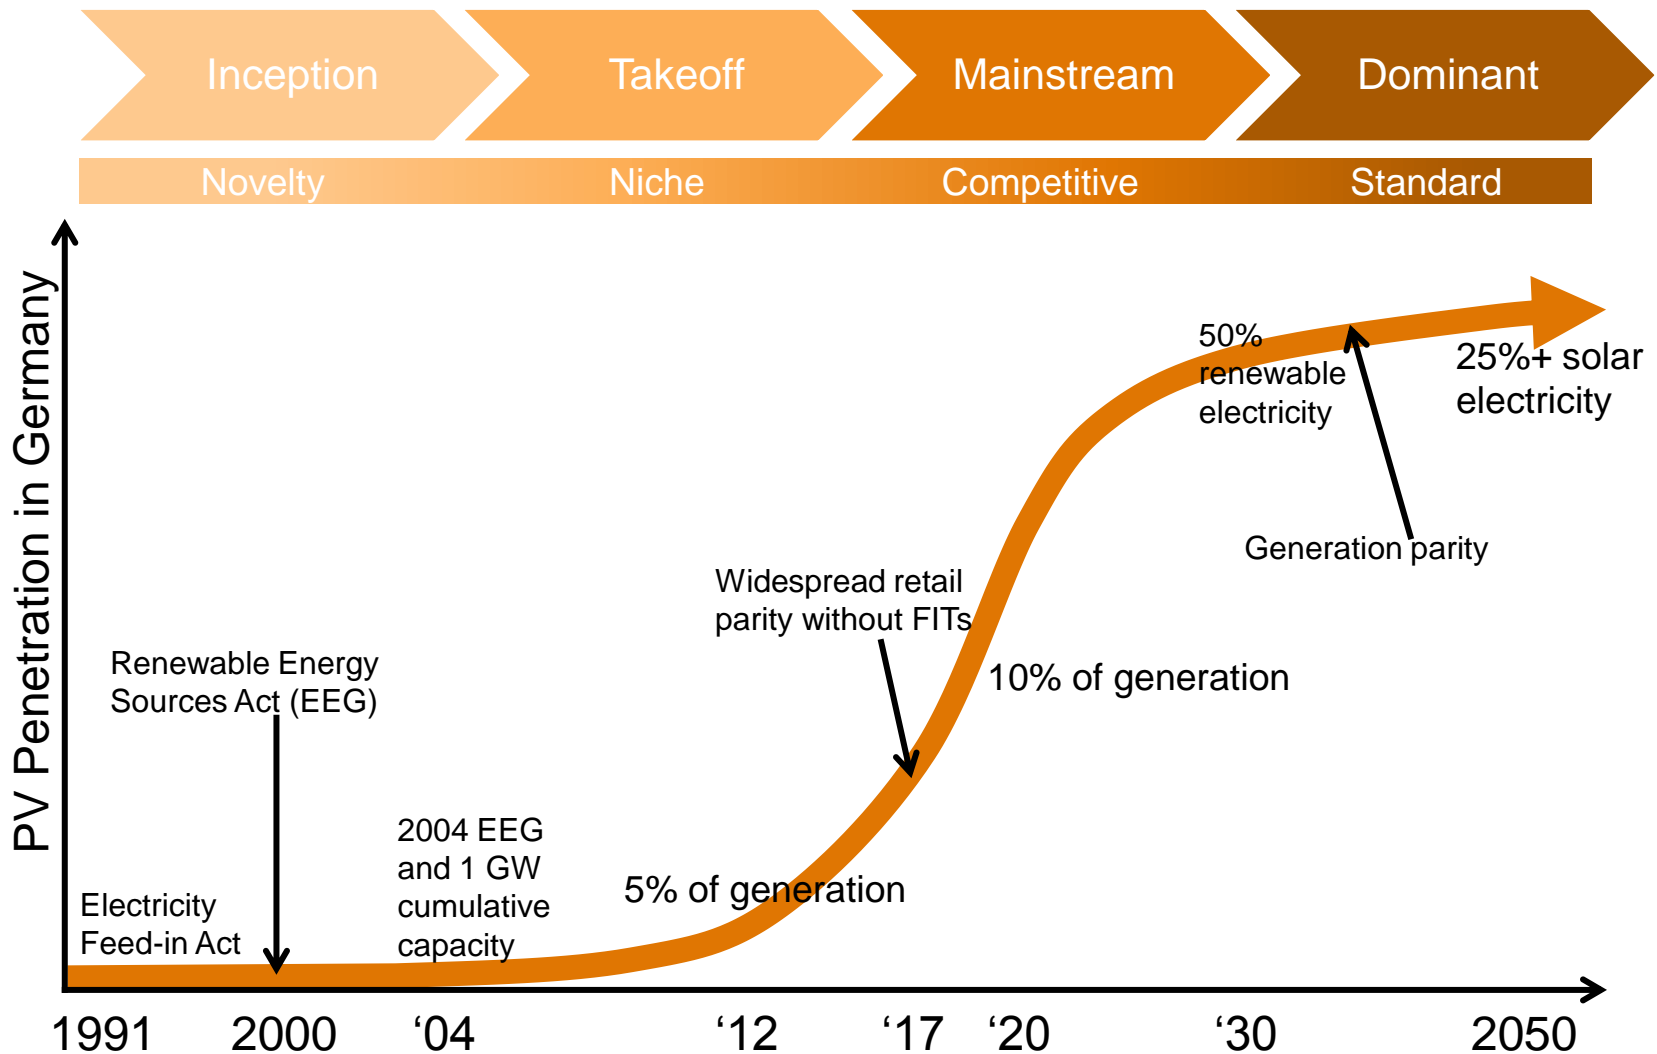 Inception
Takeoff
Mainstream
Dominant
Novelty
Niche
Competitive
Standard
PV Penetration in Germany
50%
renewable
electricity
25%+ solar
electricity
Generation parity
Widespread retail
parity without FITs
10% of generation
Renewable Energy
Sources Act (EEG)
2004 EEG
and 1 GW
cumulative
capacity
5% of generation
Electricity
Feed-in Act
1991
2000
‘04
‘12
‘17
‘20
‘30
2050